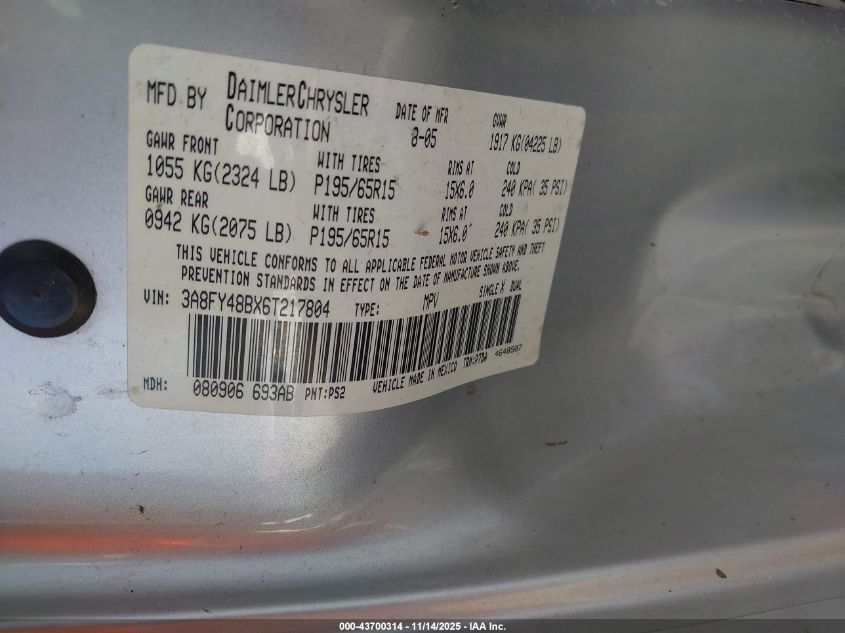 MFD BY DAIMLERCHRYSLER CORPORATION DATE OF MFR 8-05 GVWR 1917 KG(04225 LB)
GAWR FRONT WITH TIRES RIMS AT COLD
1055 KG(2324 LB) P195/65R15 15X6.0 240 KPA( 35 PSI)
GAWR REAR WITH TIRES RIMS AT COLD
0942 KG(2075 LB) P195/65R15 15X6.0 240 KPA( 35 PSI)
THIS VEHICLE CONFORMS TO ALL APPLICABLE FEDERAL MOTOR VEHICLE SAFETY AND THEFT
PREVENTION STANDARDS IN EFFECT ON THE DATE OF MANUFACTURE SHOWN ABOVE.
VIN: 3A8FY48BX6T217804 TYPE: MPV SINGLE X DUAL
MDH: 080906 693AB PNT:PS2 VEHICLE MADE IN MEXICO TRM:P7DA 4648507
000-43700314 - 11/14/2025 - IAA Inc.